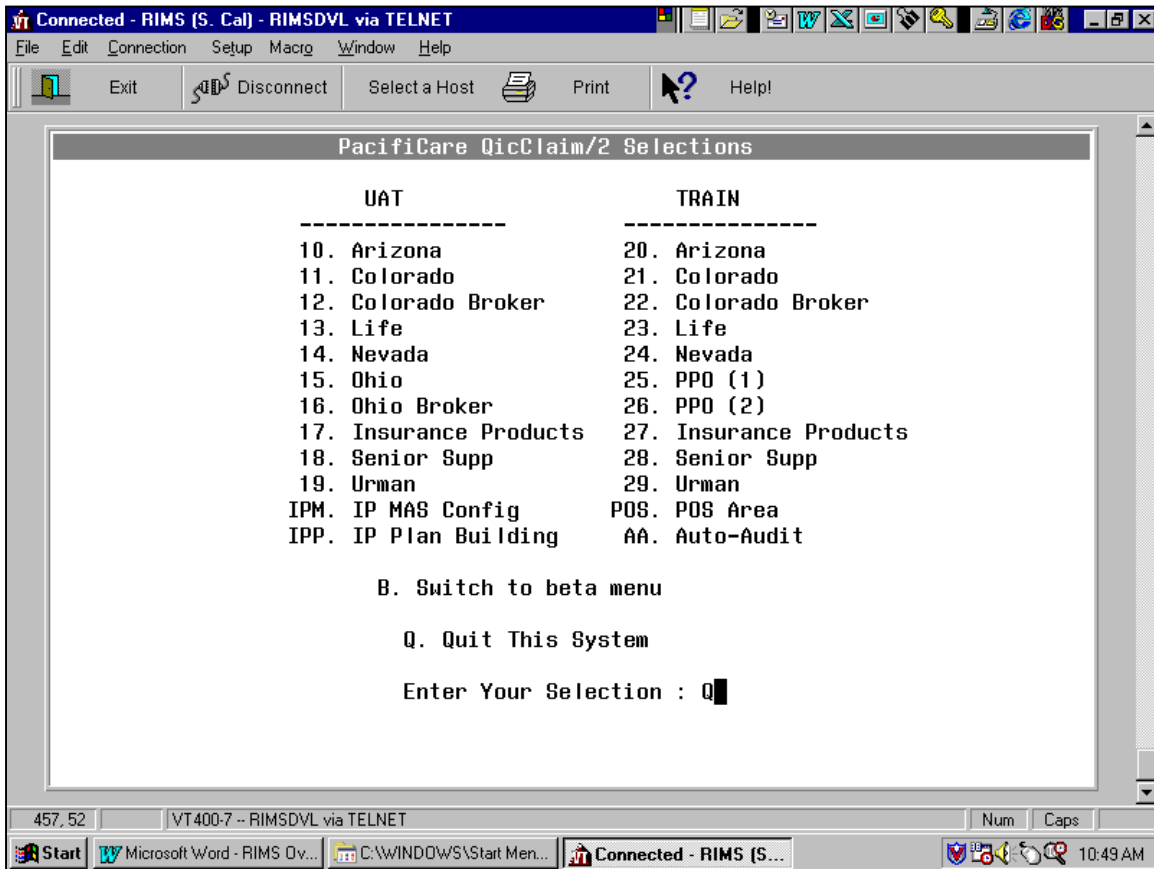 Connected - RIMS (S. Cal) - RIMSDVL via TELNET
File Edit Connection Setup Macro Window Help
Exit Disconnect Select a Host Print Help!
PacifiCare QicClaim/2 Selections
UAT TRAIN
---------------- ---------------
10. Arizona 20. Arizona
11. Colorado 21. Colorado
12. Colorado Broker 22. Colorado Broker
13. Life 23. Life
14. Nevada 24. Nevada
15. Ohio 25. PPO (1)
16. Ohio Broker 26. PPO (2)
17. Insurance Products 27. Insurance Products
18. Senior Supp 28. Senior Supp
19. Urman 29. Urman
IPM. IP MAS Config POS. POS Area
IPP. IP Plan Building AA. Auto-Audit
B. Switch to beta menu
Q. Quit This System
Enter Your Selection : Q
457,52 VT400-7 -- RIMSDVL via TELNET Num Caps
Start Microsoft Word - RIMS Ov... C:\WINDOWS\Start Men... Connected - RIMS (S... 10:49 AM